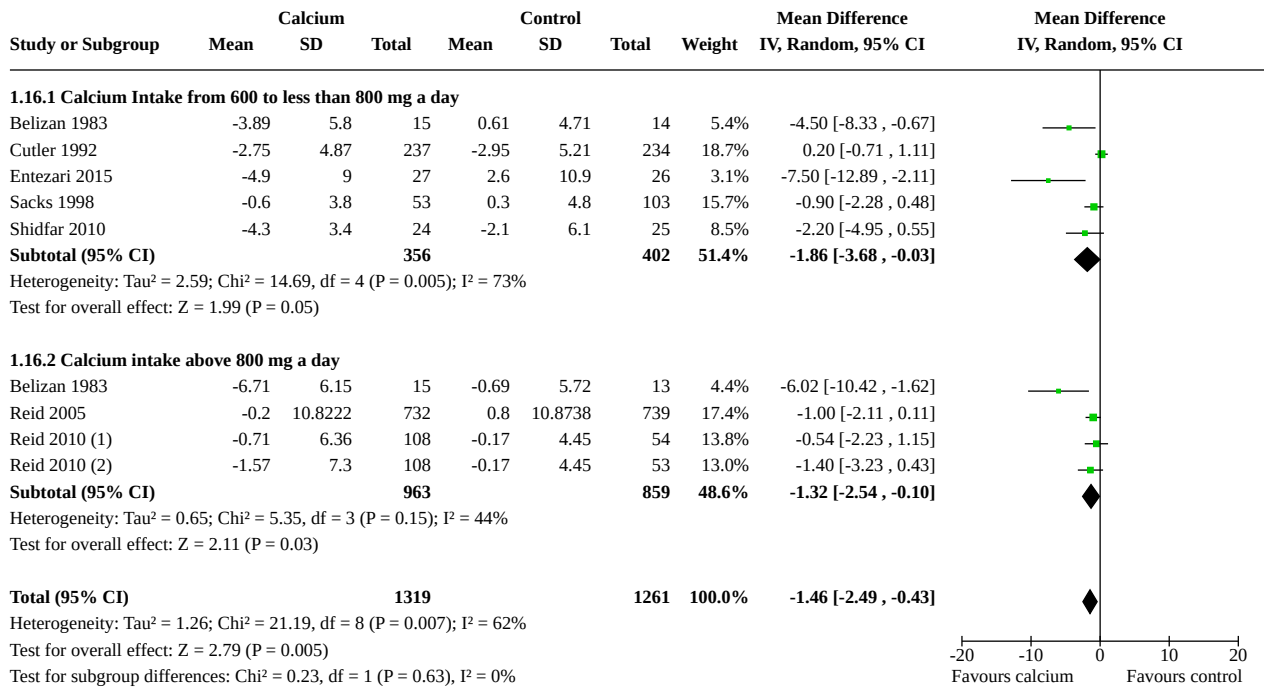 Calcium Control Mean Difference Mean Difference
Study or Subgroup Mean SD Total Mean SD Total Weight IV, Random, 95% CI IV, Random, 95% CI
1.16.1 Calcium Intake from 600 to less than 800 mg a day
Belizan 1983 -3.89 5.8 15 0.61 4.71 14 5.4% -4.50 [-8.33 , -0.67]
Cutler 1992 -2.75 4.87 237 -2.95 5.21 234 18.7% 0.20 [-0.71 , 1.11]
Entezari 2015 -4.9 9 27 2.6 10.9 26 3.1% -7.50 [-12.89 , -2.11]
Sacks 1998 -0.6 3.8 53 0.3 4.8 103 15.7% -0.90 [-2.28 , 0.48]
Shidfar 2010 -4.3 3.4 24 -2.1 6.1 25 8.5% -2.20 [-4.95 , 0.55]
Subtotal (95% CI) 356 402 51.4% -1.86 [-3.68 , -0.03]
Heterogeneity: Tau² = 2.59; Chi² = 14.69, df = 4 (P = 0.005); I² = 73%
Test for overall effect: Z = 1.99 (P = 0.05)
1.16.2 Calcium intake above 800 mg a day
Belizan 1983 -6.71 6.15 15 -0.69 5.72 13 4.4% -6.02 [-10.42 , -1.62]
Reid 2005 -0.2 10.8222 732 0.8 10.8738 739 17.4% -1.00 [-2.11 , 0.11]
Reid 2010 (1) -0.71 6.36 108 -0.17 4.45 54 13.8% -0.54 [-2.23 , 1.15]
Reid 2010 (2) -1.57 7.3 108 -0.17 4.45 53 13.0% -1.40 [-3.23 , 0.43]
Subtotal (95% CI) 963 859 48.6% -1.32 [-2.54 , -0.10]
Heterogeneity: Tau² = 0.65; Chi² = 5.35, df = 3 (P = 0.15); I² = 44%
Test for overall effect: Z = 2.11 (P = 0.03)
Total (95% CI) 1319 1261 100.0% -1.46 [-2.49 , -0.43]
Heterogeneity: Tau² = 1.26; Chi² = 21.19, df = 8 (P = 0.007); I² = 62%
Test for overall effect: Z = 2.79 (P = 0.005) -20 -10 0 10 20
Test for subgroup differences: Chi² = 0.23, df = 1 (P = 0.63), I² = 0% Favours calcium Favours control